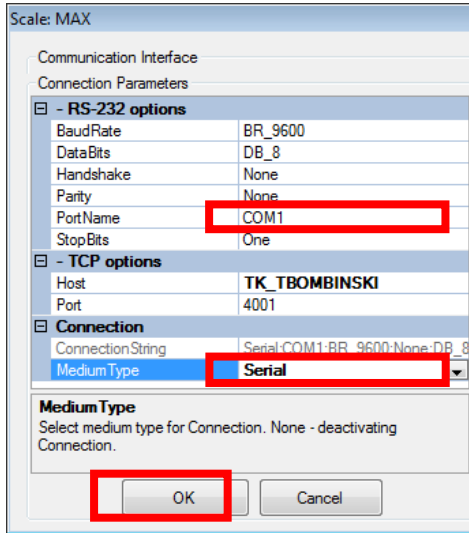 Scale: MAX
Communication Interface
Connection Parameters
- RS-232 options
BaudRate BR_9600
DataBits DB_8
Handshake None
Parity None
PortName COM1
StopBits One
- TCP options
Host TK_TBOMBINSKI
Port 4001
Connection
ConnectionString Serial;COM1;BR_9600;None;DB_8
MediumType Serial
MediumType
Select medium type for Connection. None - deactivating
Connection.
OK Cancel